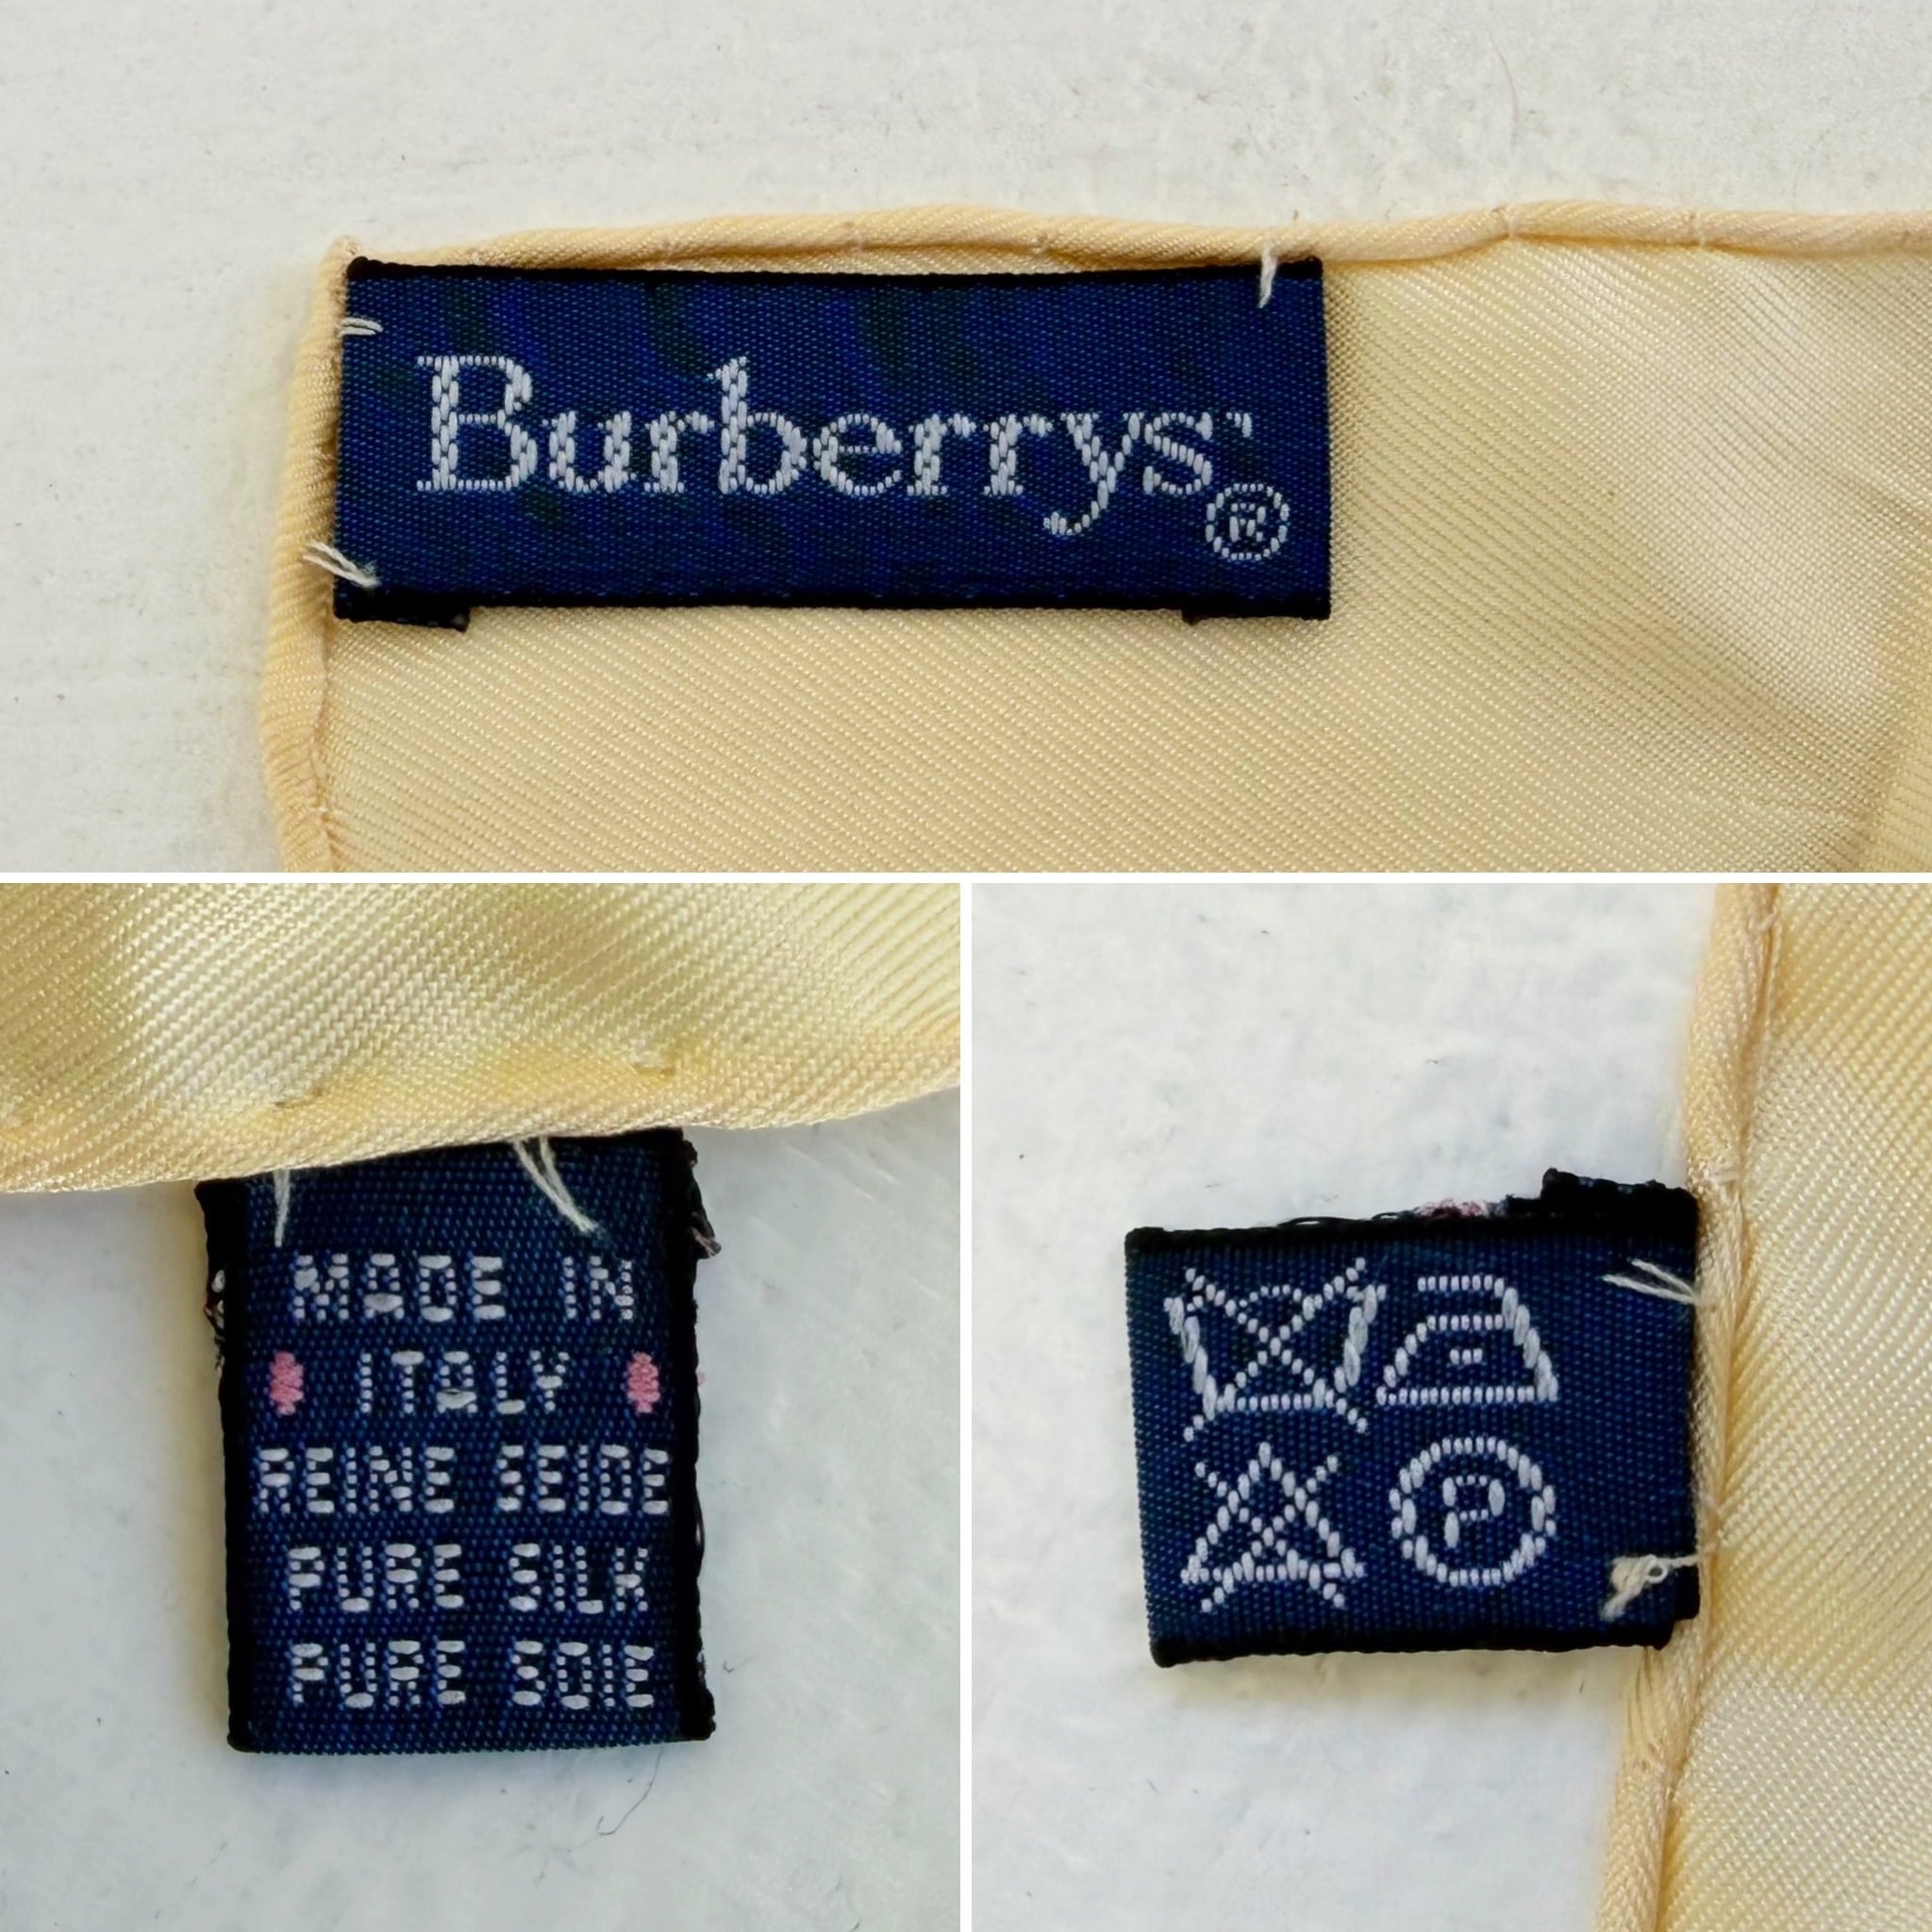 Burberrys'®
MADE IN
ITALY
REINE SEIDE
PURE SILK
PURE SOIE
P